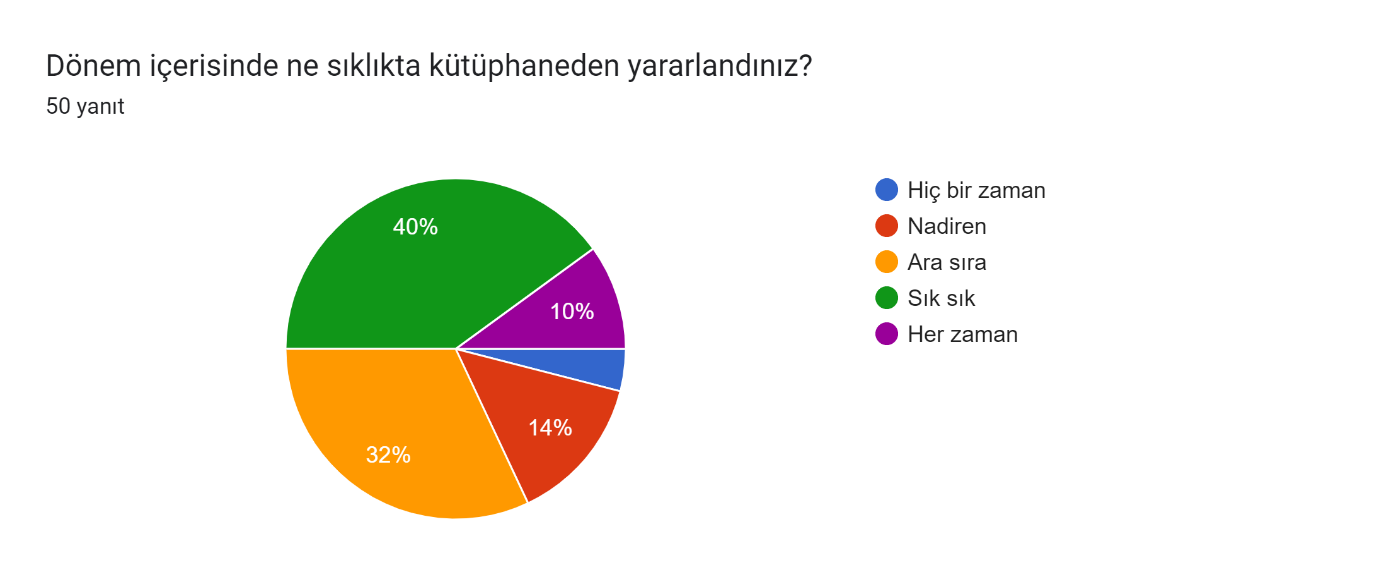 Dönem içerisinde ne sıklıkta kütüphaneden yararlandınız?
50 yanıt
40%
10%
14%
32%
Hiç bir zaman
Nadiren
Ara sıra
Sık sık
Her zaman